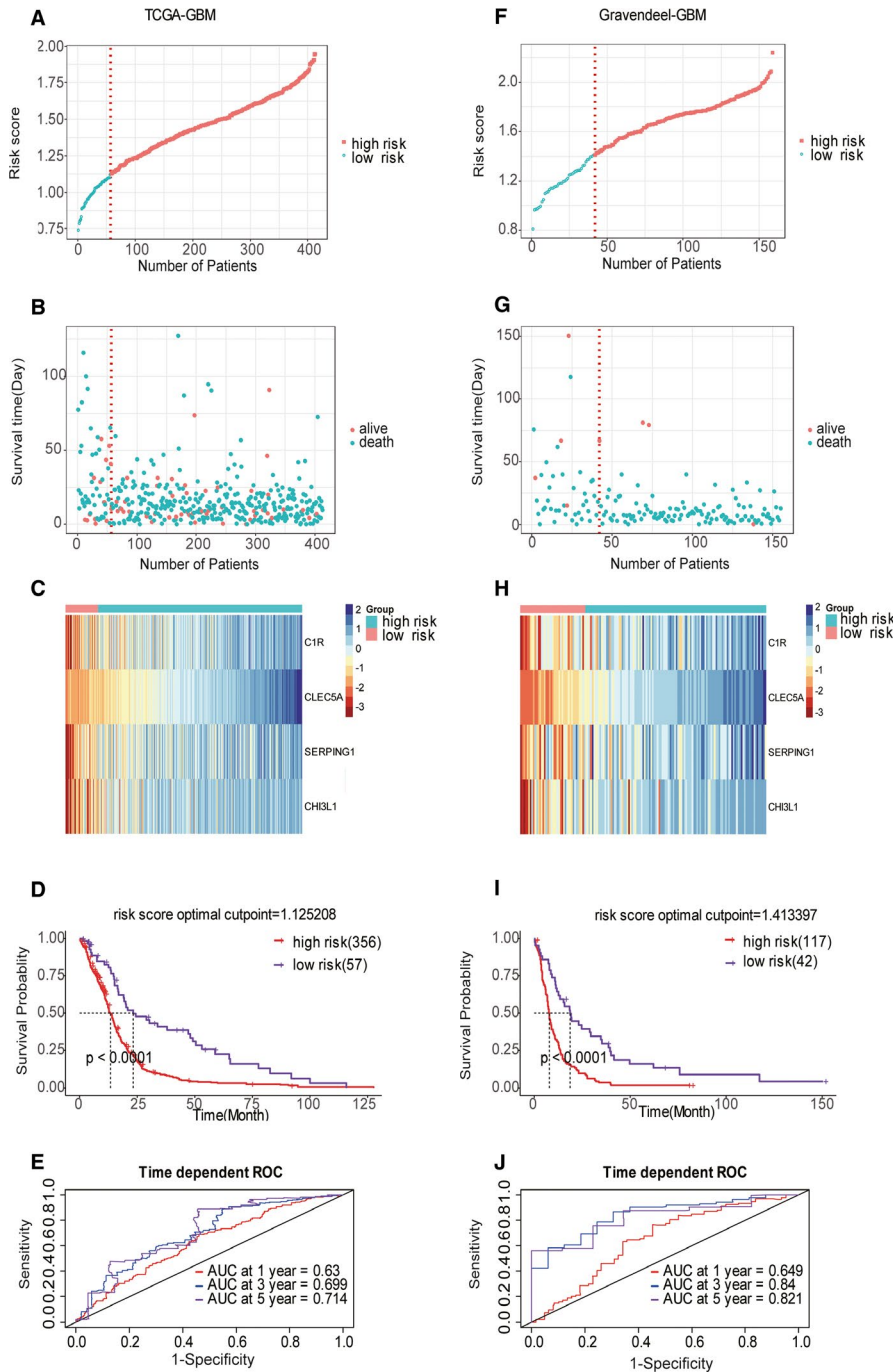 A
TCGA-GBM
2.00
1.75
1.50
1.25
1.00
0.75
Risk score
0
100
200
300
400
Number of Patients
high risk
low risk
B
100
50
0
Survival time(Day)
0
100
200
300
400
Number of Patients
alive
death
C
C1R
CLEC5A
SERPING1
CHI3L1
2
1
0
-1
-2
-3
Group
high risk
low risk
D
risk score optimal cutpoint=1.125208
1.00
0.75
0.50
0.25
0.00
Survival Probablity
high risk(356)
low risk(57)
p < 0.0001
0
25
50
75
100
125
Time(Month)
E
Time dependent ROC
0.0 0.2 0.4 0.6 0.8 1.0
Sensitivity
AUC at 1 year = 0.63
AUC at 3 year = 0.699
AUC at 5 year = 0.714
0.0
0.2
0.4
0.6
0.8
1.0
1-Specificity
F
Gravendeel-GBM
2.0
1.6
1.2
0.8
Risk score
0
50
100
150
Number of Patients
high risk
low risk
G
150
100
50
0
Survival time(Day)
0
50
100
150
Number of Patients
alive
death
H
C1R
CLEC5A
SERPING1
CHI3L1
2
1
0
-1
-2
-3
Group
high risk
low risk
I
risk score optimal cutpoint=1.413397
1.00
0.75
0.50
0.25
0.00
Survival Probablity
high risk(117)
low risk(42)
p < 0.0001
0
50
100
150
Time(Month)
J
Time dependent ROC
0.0 0.2 0.4 0.6 0.8 1.0
Sensitivity
AUC at 1 year = 0.649
AUC at 3 year = 0.84
AUC at 5 year = 0.821
0.0
0.2
0.4
0.6
0.8
1.0
1-Specificity